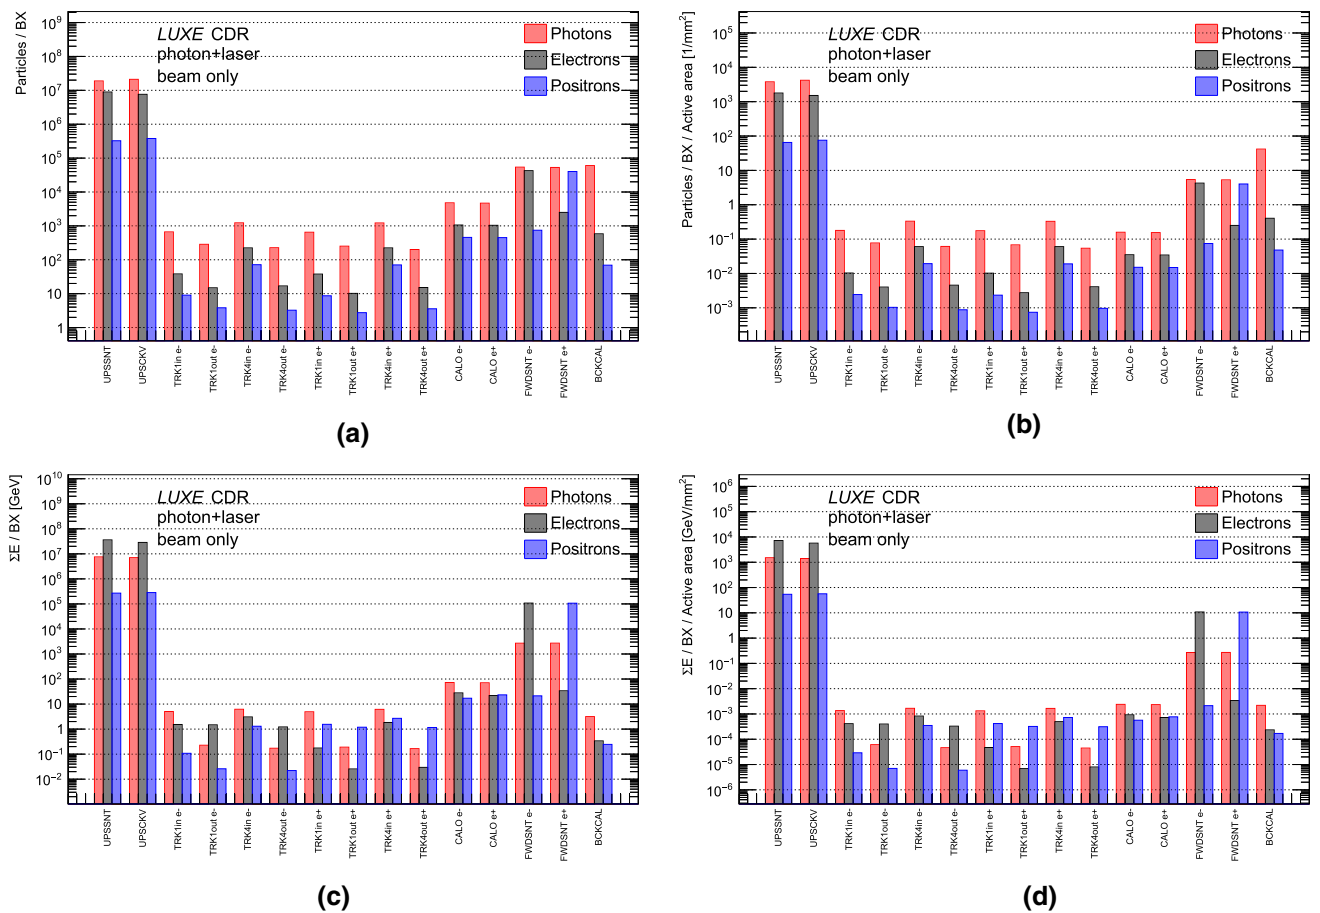 Particles / BX
10⁹
10⁸
10⁷
10⁶
10⁵
10⁴
10³
10²
10
1
LUXE CDR
photon+laser
beam only
Photons
Electrons
Positrons
UPSSNT
UPSCKV
TRK1in e-
TRK1out e-
TRK4in e-
TRK4out e-
TRK1in e+
TRK1out e+
TRK4in e+
TRK4out e+
CALO e-
CALO e+
FWDSNT e-
FWDSNT e+
BCKCAL
(a)
Particles / BX / Active area [1/mm²]
10⁵
10⁴
10³
10²
10
1
10⁻¹
10⁻²
10⁻³
LUXE CDR
photon+laser
beam only
Photons
Electrons
Positrons
UPSSNT
UPSCKV
TRK1in e-
TRK1out e-
TRK4in e-
TRK4out e-
TRK1in e+
TRK1out e+
TRK4in e+
TRK4out e+
CALO e-
CALO e+
FWDSNT e-
FWDSNT e+
BCKCAL
(b)
ΣE / BX [GeV]
10¹⁰
10⁹
10⁸
10⁷
10⁶
10⁵
10⁴
10³
10²
10
1
10⁻¹
10⁻²
LUXE CDR
photon+laser
beam only
Photons
Electrons
Positrons
UPSSNT
UPSCKV
TRK1in e-
TRK1out e-
TRK4in e-
TRK4out e-
TRK1in e+
TRK1out e+
TRK4in e+
TRK4out e+
CALO e-
CALO e+
FWDSNT e-
FWDSNT e+
BCKCAL
(c)
ΣE / BX / Active area [GeV/mm²]
10⁶
10⁵
10⁴
10³
10²
10
1
10⁻¹
10⁻²
10⁻³
10⁻⁴
10⁻⁵
10⁻⁶
LUXE CDR
photon+laser
beam only
Photons
Electrons
Positrons
UPSSNT
UPSCKV
TRK1in e-
TRK1out e-
TRK4in e-
TRK4out e-
TRK1in e+
TRK1out e+
TRK4in e+
TRK4out e+
CALO e-
CALO e+
FWDSNT e-
FWDSNT e+
BCKCAL
(d)